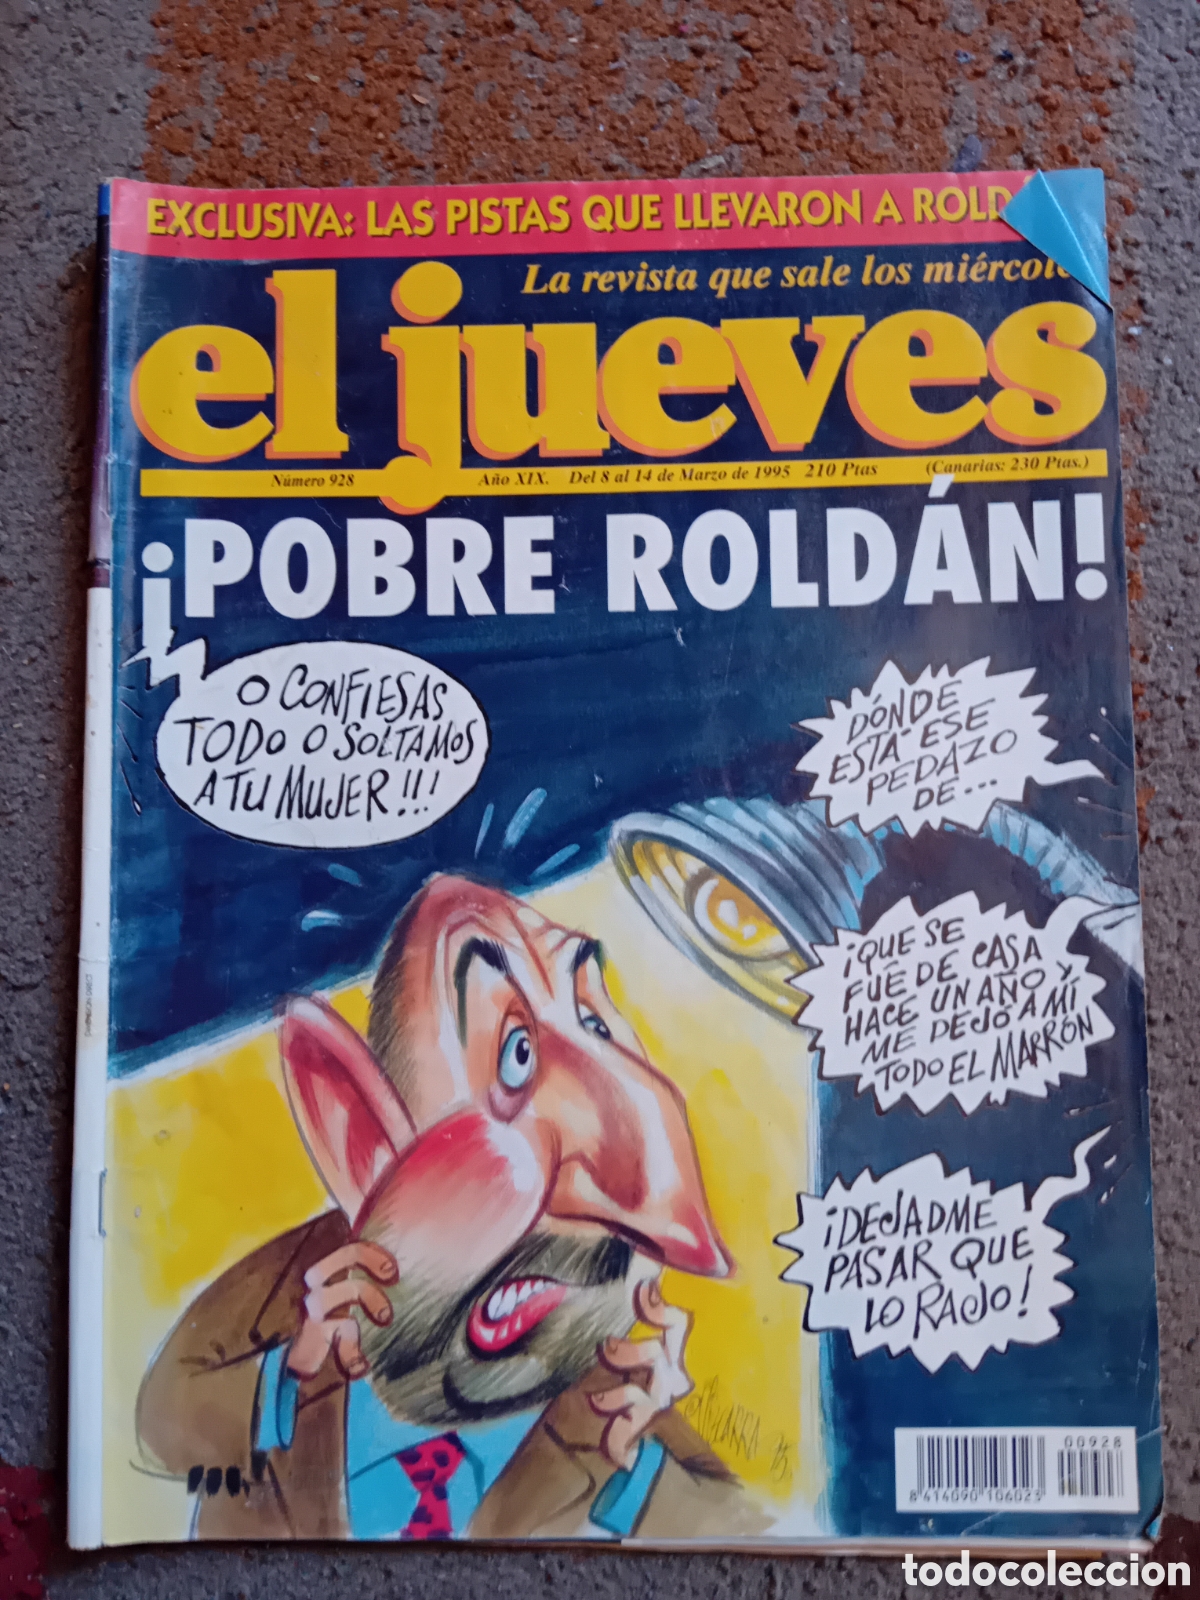 EXCLUSIVA: LAS PISTAS QUE LLEVARON A
La revista que sale los
el jueves
Número 928 Año XIX. Del 8 al 14 de Marzo de 1995 210 Ptas (Canarias: 230 Ptas.)
¡POBRE ROLDÁN!
O CONFIESAS
TODO O SOLTAMOS
A TU MUJER!!!
DÓNDE
ESTÁ ESE
PEDAZO
DE...
¡QUE SE
FUÉ DE CASA
HACE UN AÑO Y
ME DEJÓ A MÍ
TODO EL MARRÓN
¡DEJADME
PASAR QUE
LO RAJO!
00928
8 414090 106023
todocoleccion